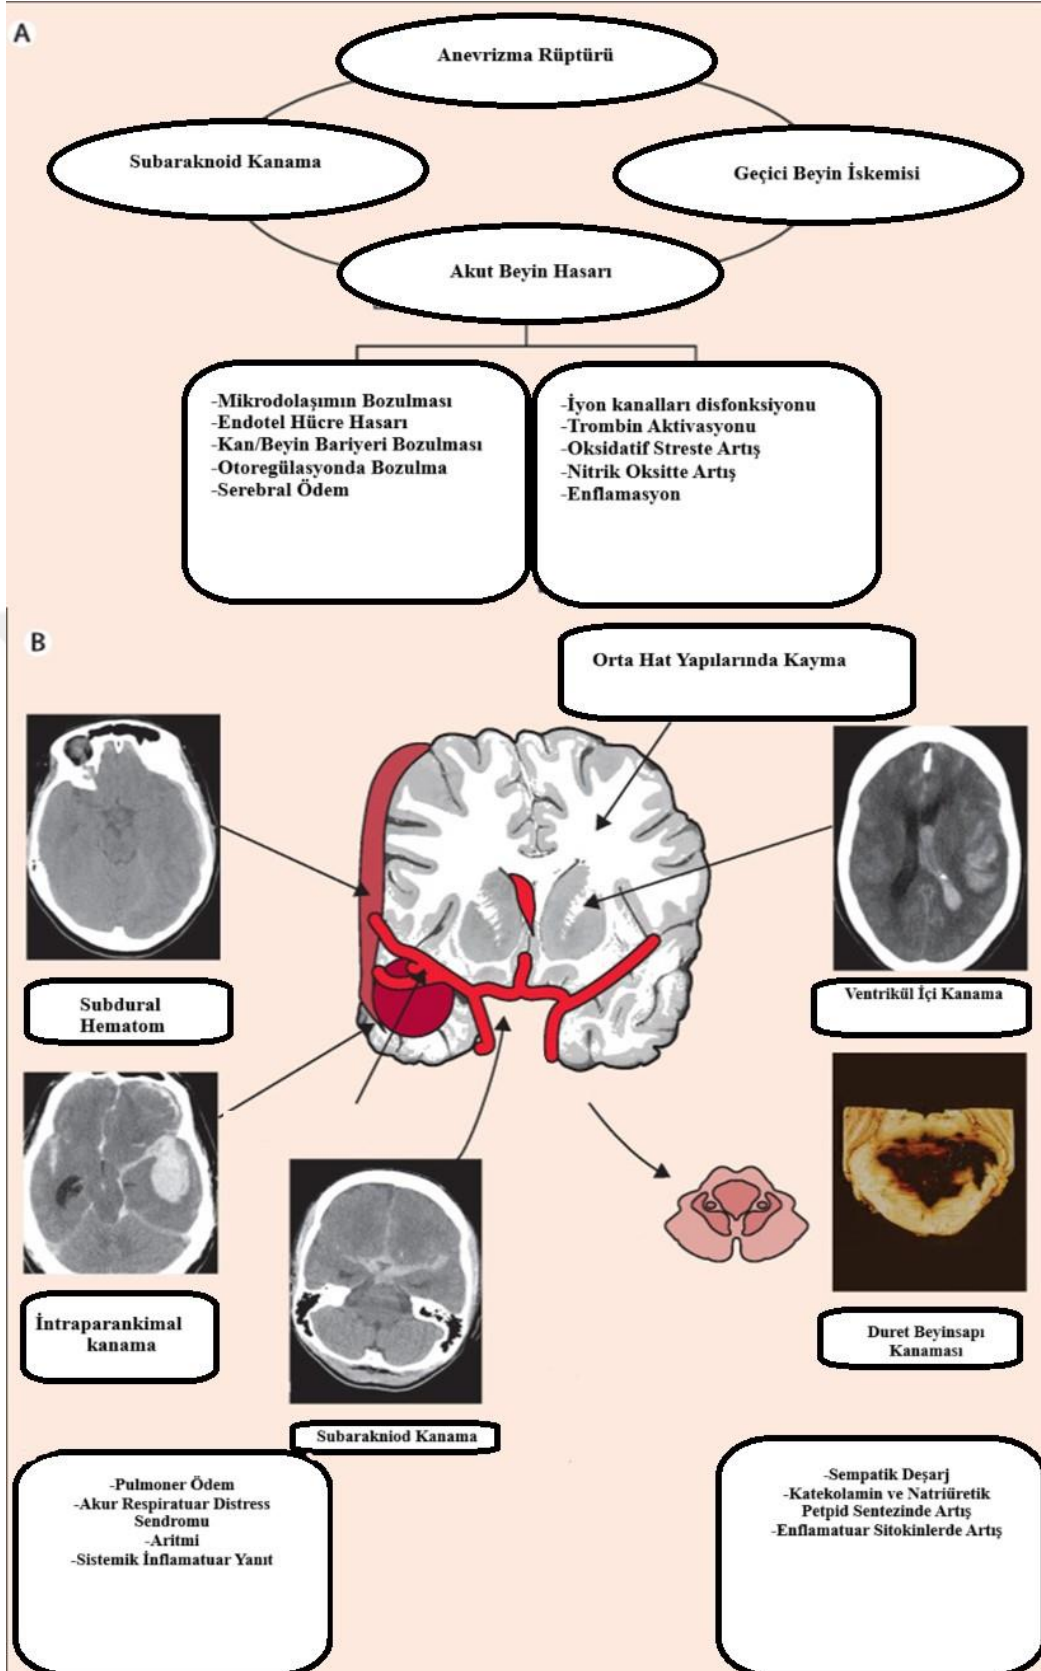 A
Anevrizma Rüptürü
Subaraknoid Kanama
Geçici Beyin İskemisi
Akut Beyin Hasarı
-Mikrodolaşımın Bozulması
-Endotel Hücre Hasarı
-Kan/Beyin Bariyeri Bozulması
-Otoregülasyonda Bozulma
-Serebral Ödem
-İyon kanalları disfonksiyonu
-Trombin Aktivasyonu
-Oksidatif Streste Artış
-Nitrik Oksitte Artış
-Enflamasyon
B
Orta Hat Yapılarında Kayma
Subdural
Hematom
Ventrikül İçi Kanama
İntraparankimal
kanama
Duret Beyinsapı
Kanaması
Subarakniod Kanama
-Pulmoner Ödem
-Akur Respiratuar Distress
Sendromu
-Aritmi
-Sistemik İnflamatuar Yanıt
-Sempatik Deşarj
-Katekolamin ve Natriüretik
Petpid Sentezinde Artış
-Enflamatuar Sitokinlerde Artış